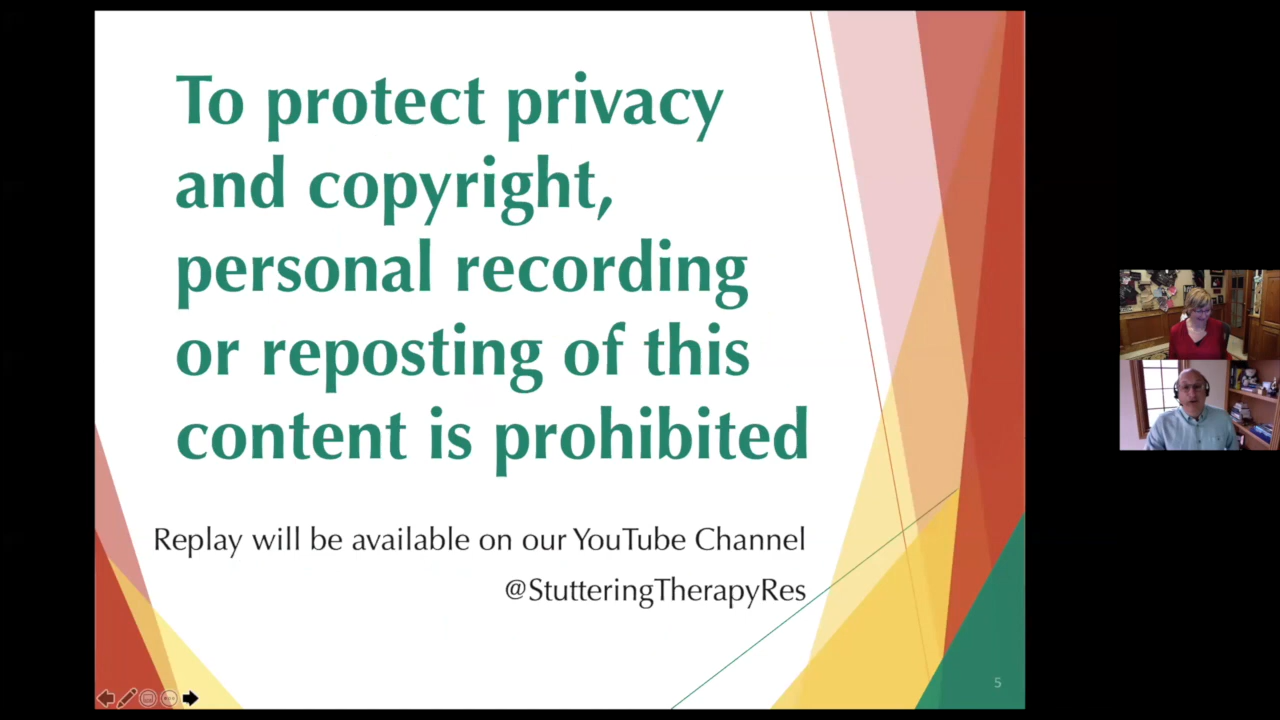 To protect privacy
and copyright,
personal recording
or reposting of this
content is prohibited
Replay will be available on our YouTube Channel
@StutteringTherapyRes
5